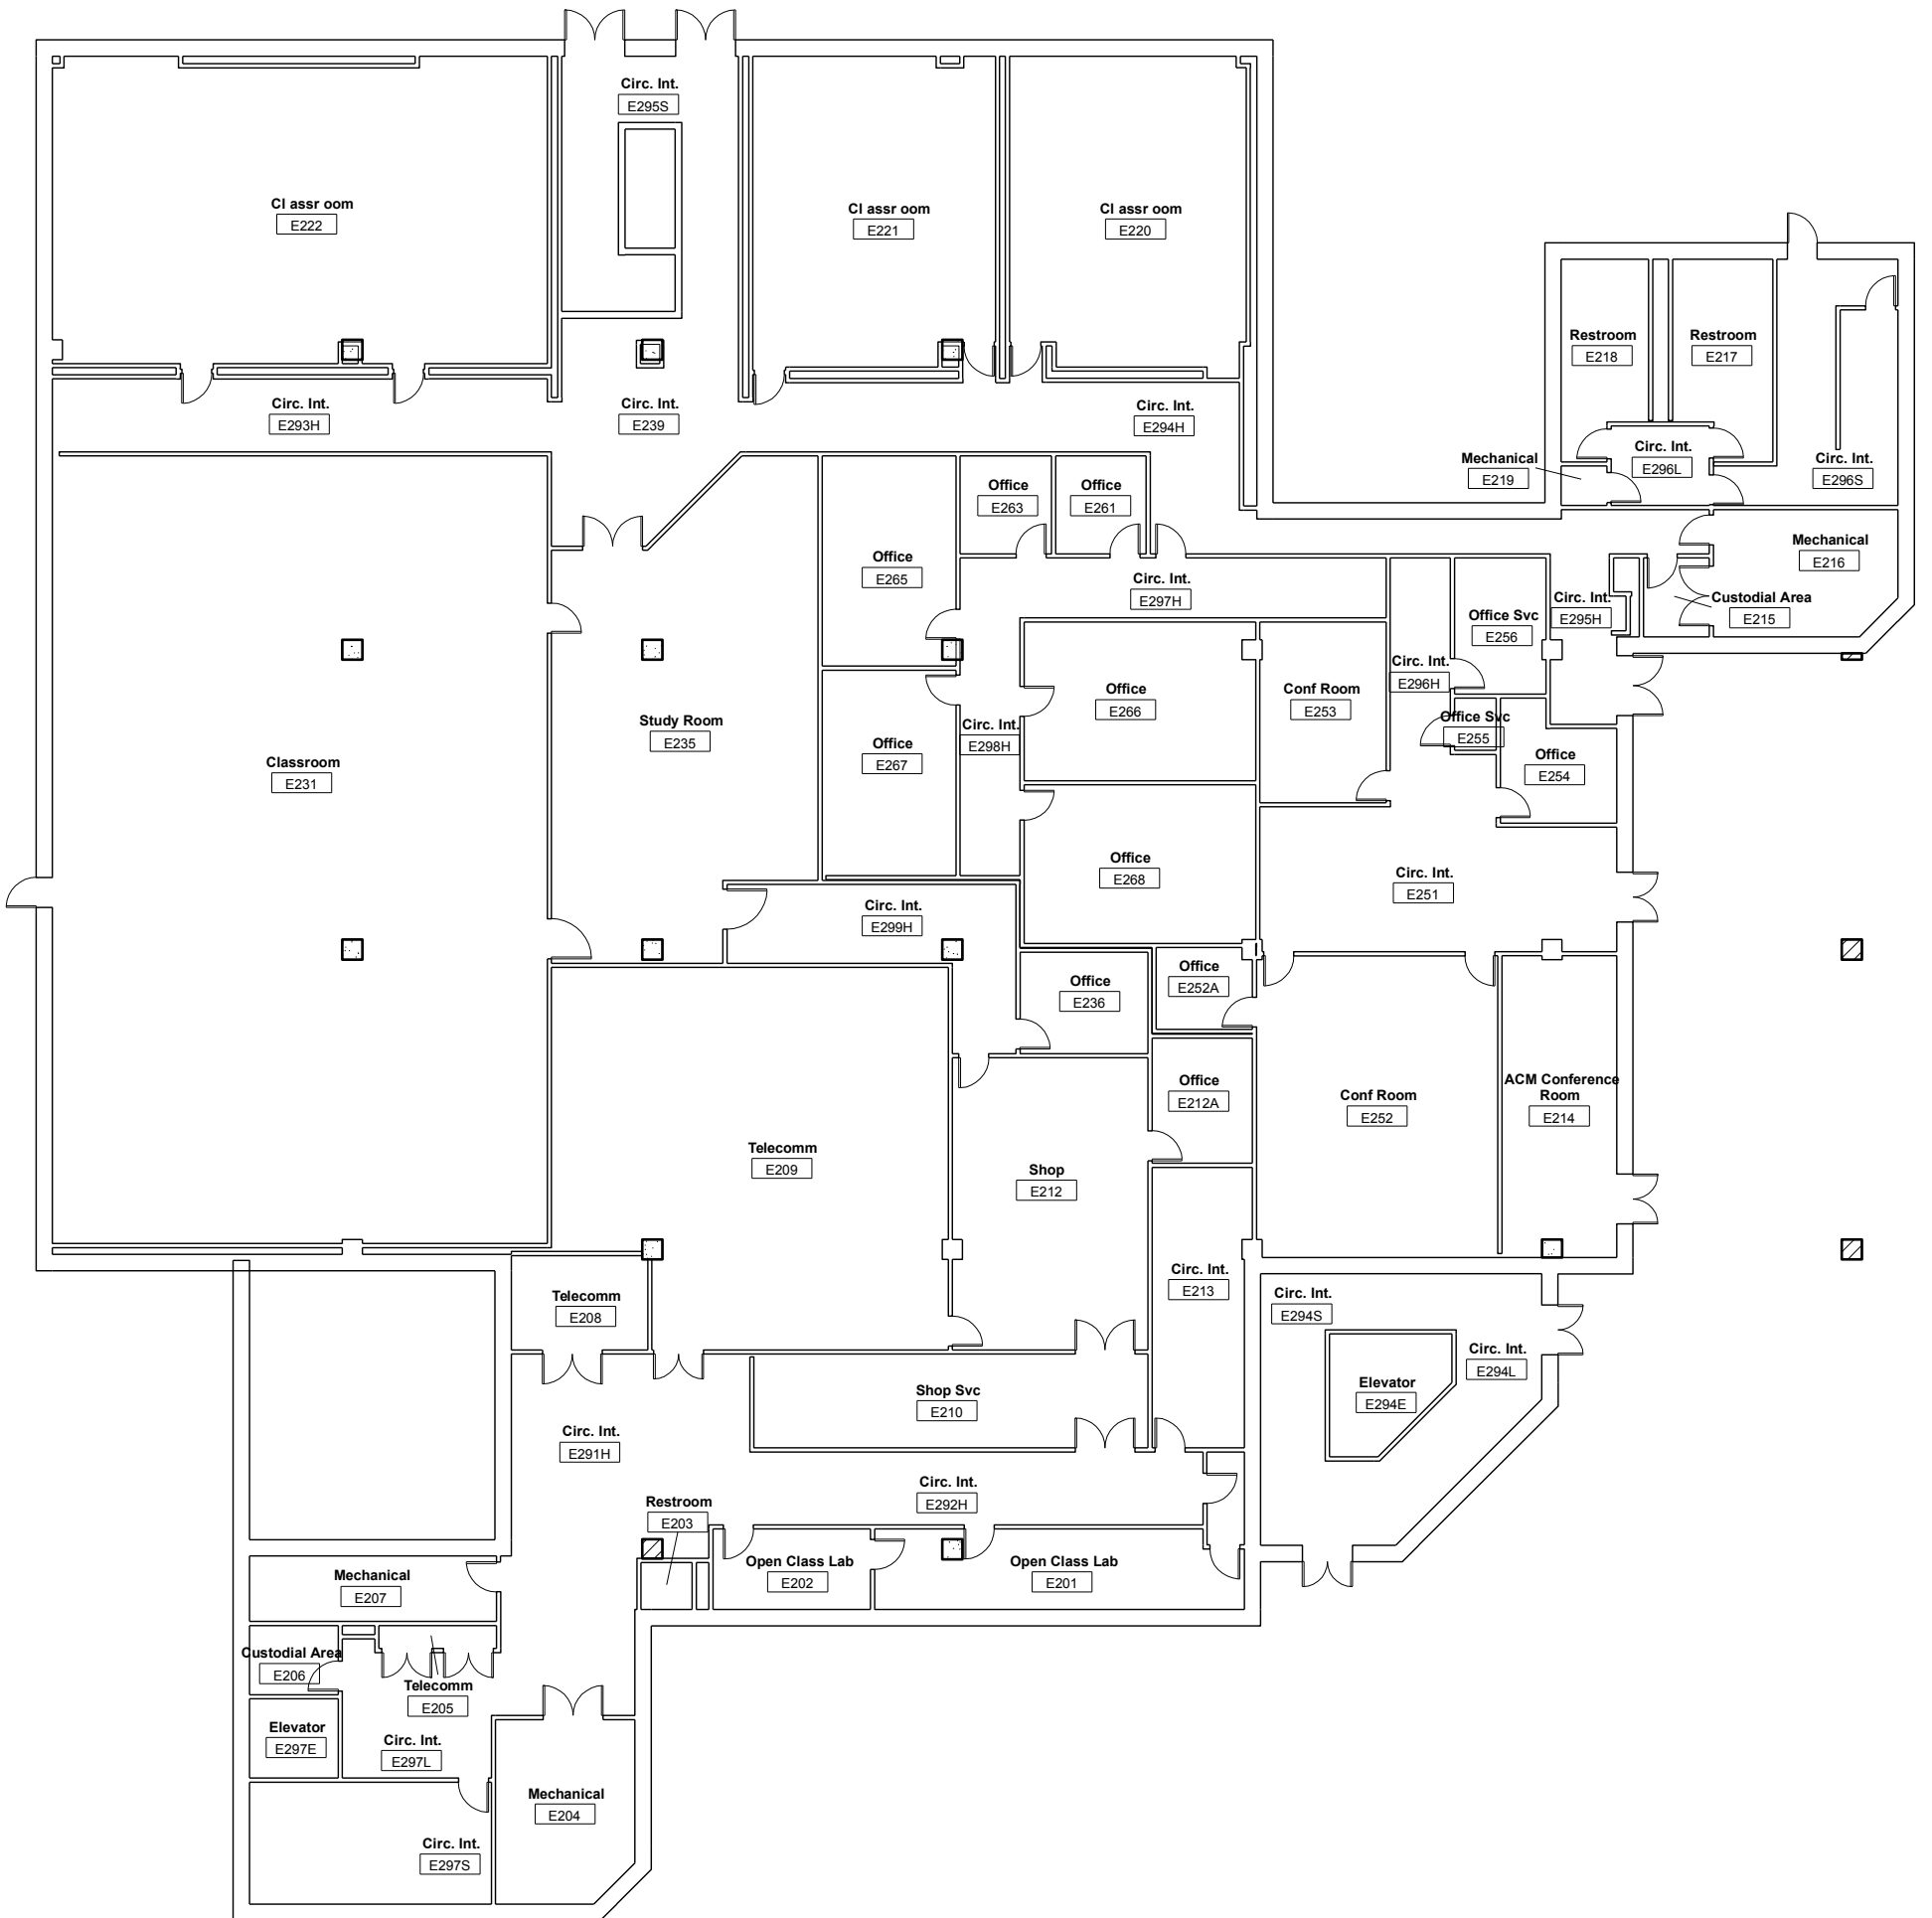 Circ. Int.
E295S
Cl assr oom
E222
Cl assr oom
E221
Cl assr oom
E220
Restroom
E218
Restroom
E217
Circ. Int.
E293H
Circ. Int.
E239
Circ. Int.
E294H
Mechanical
E219
Circ. Int.
E296L
Circ. Int.
E296S
Office
E263
Office
E261
Office
E265
Mechanical
E216
Circ. Int.
E297H
Circ. Int.
E295H
Custodial Area
E215
Office Svc
E256
Circ. Int.
E296H
Office
E266
Conf Room
E253
Study Room
E235
Circ. Int.
E298H
Office Svc
E255
Office
E267
Office
E254
Classroom
E231
Office
E268
Circ. Int.
E251
Circ. Int.
E299H
Office
E252A
Office
E236
Office
E212A
Conf Room
E252
ACM Conference
Room
E214
Telecomm
E209
Shop
E212
Circ. Int.
E213
Telecomm
E208
Circ. Int.
E294S
Circ. Int.
E294L
Elevator
E294E
Shop Svc
E210
Circ. Int.
E291H
Circ. Int.
E292H
Restroom
E203
Open Class Lab
E202
Open Class Lab
E201
Mechanical
E207
Custodial Area
E206
Telecomm
E205
Elevator
E297E
Circ. Int.
E297L
Mechanical
E204
Circ. Int.
E297S